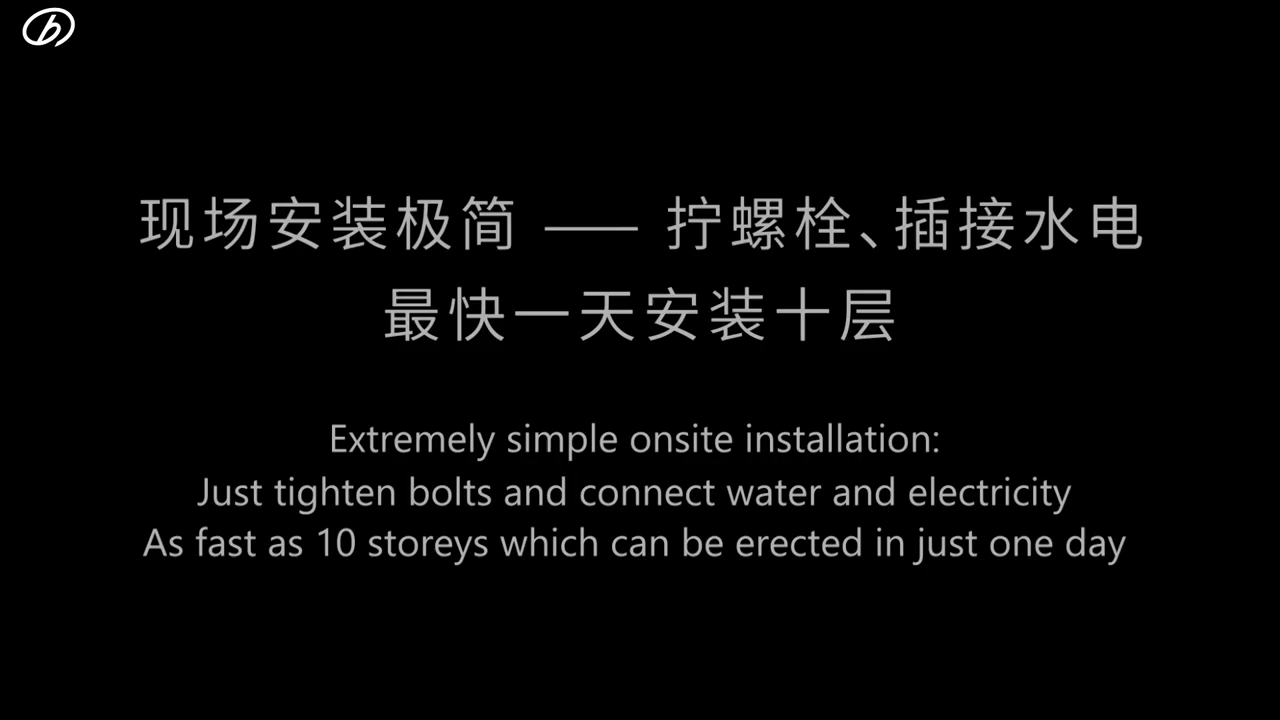 现场安装极简 —— 拧螺栓、插接水电
最快一天安装十层
Extremely simple onsite installation:
Just tighten bolts and connect water and electricity
As fast as 10 storeys which can be erected in just one day